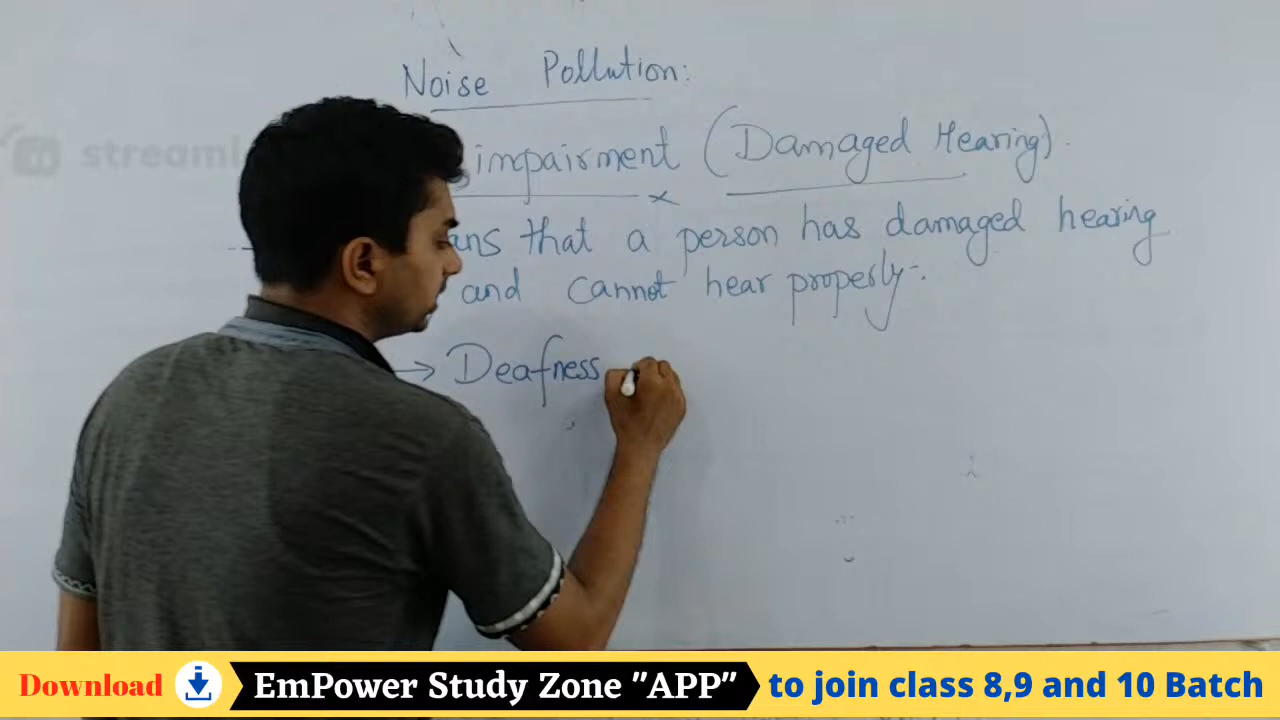 Noise Pollution:
impairment (Damaged Hearing).
that a person has damaged hearing
and cannot hear properly.
→ Deafness
Download EmPower Study Zone "APP" to join class 8,9 and 10 Batch